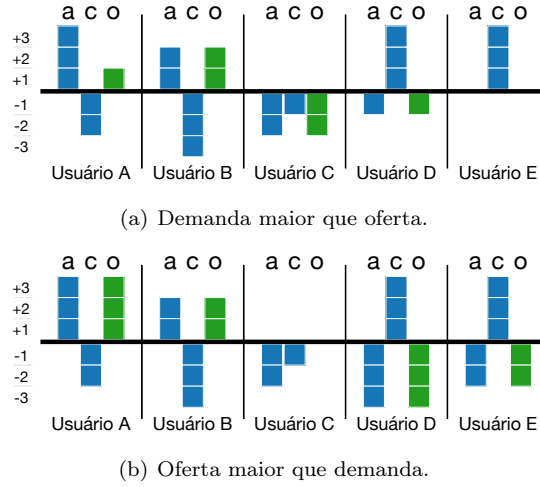 a c o a c o a c o a c o a c o
+3
+2
+1
-1
-2
-3
Usuário A Usuário B Usuário C Usuário D Usuário E
(a) Demanda maior que oferta.
a c o a c o a c o a c o a c o
+3
+2
+1
-1
-2
-3
Usuário A Usuário B Usuário C Usuário D Usuário E
(b) Oferta maior que demanda.